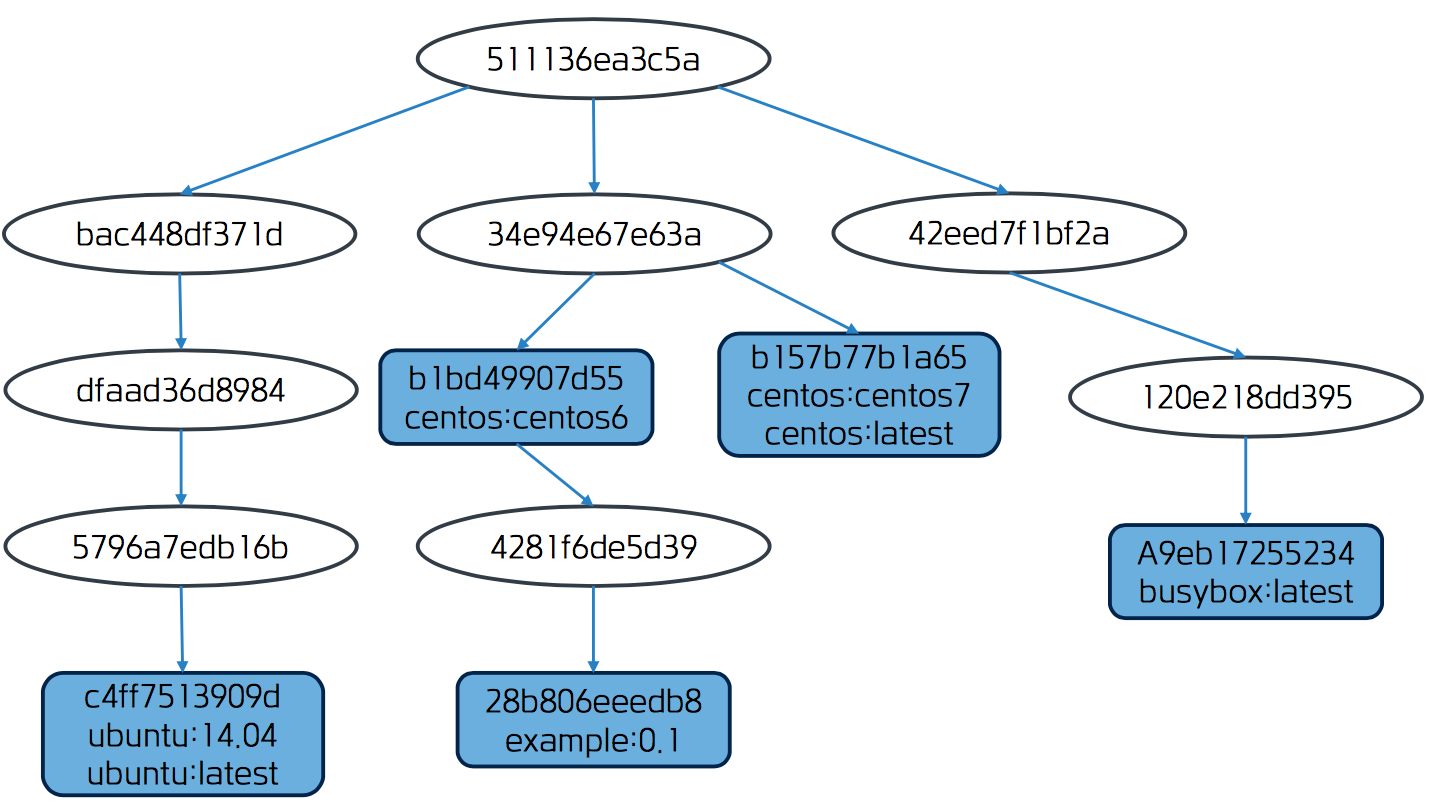 511136ea3c5a
bac448df371d
34e94e67e63a
42eed7f1bf2a
dfaad36d8984
b1bd49907d55
centos:centos6
b157b77b1a65
centos:centos7
centos:latest
120e218dd395
5796a7edb16b
4281f6de5d39
A9eb17255234
busybox:latest
c4ff7513909d
ubuntu:14.04
ubuntu:latest
28b806eeedb8
example:0.1